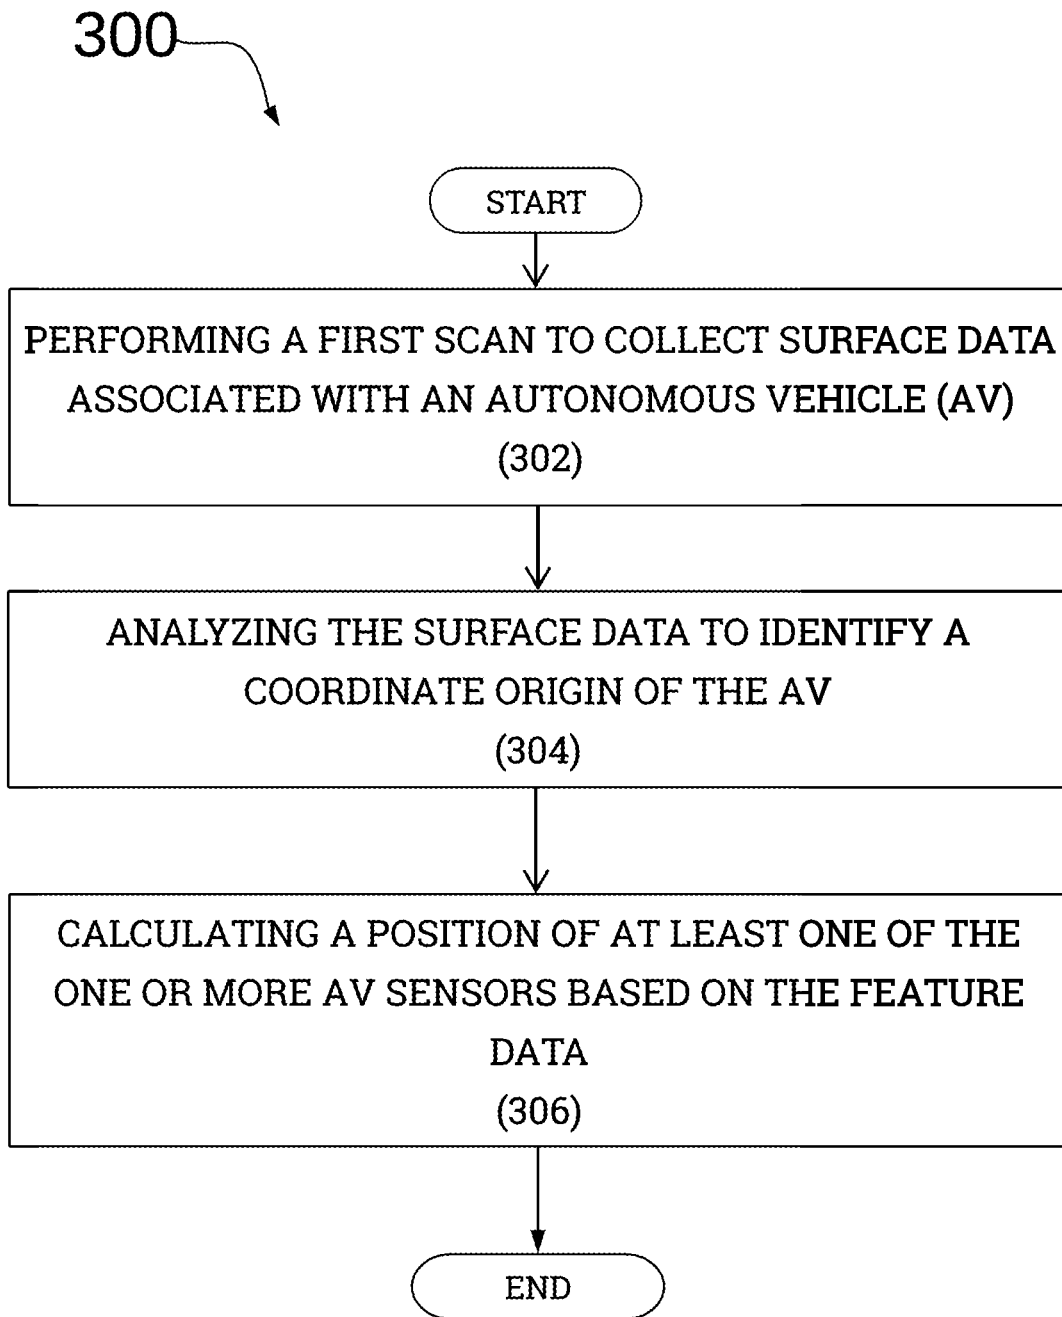 300
START
PERFORMING A FIRST SCAN TO COLLECT SURFACE DATA
ASSOCIATED WITH AN AUTONOMOUS VEHICLE (AV)
(302)
ANALYZING THE SURFACE DATA TO IDENTIFY A
COORDINATE ORIGIN OF THE AV
(304)
CALCULATING A POSITION OF AT LEAST ONE OF THE
ONE OR MORE AV SENSORS BASED ON THE FEATURE
DATA
(306)
END